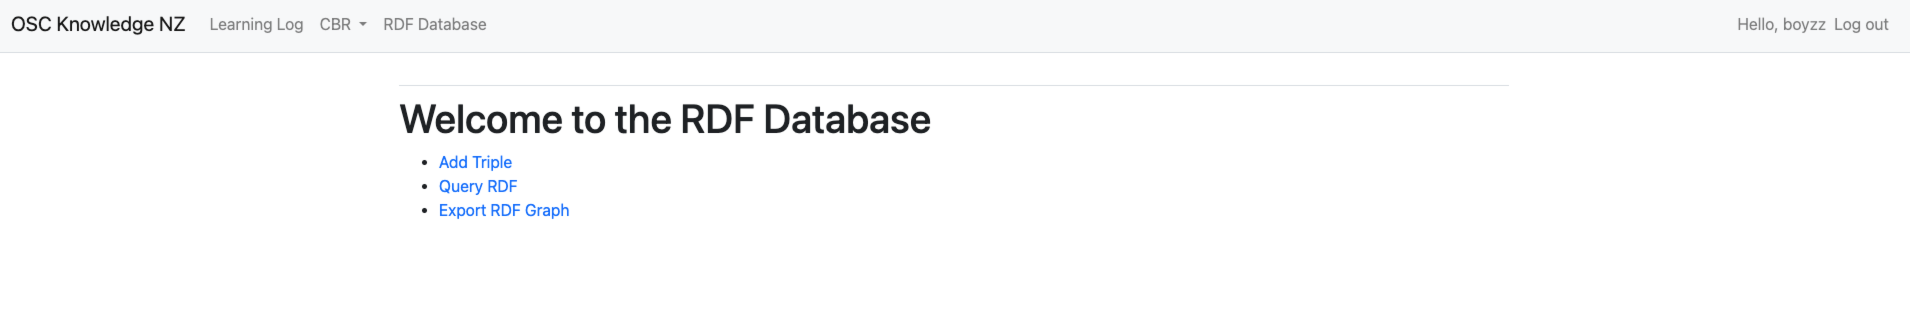 OSC Knowledge NZ Learning Log CBR RDF Database Hello, boyzz Log out
Welcome to the RDF Database
Add Triple
Query RDF
Export RDF Graph